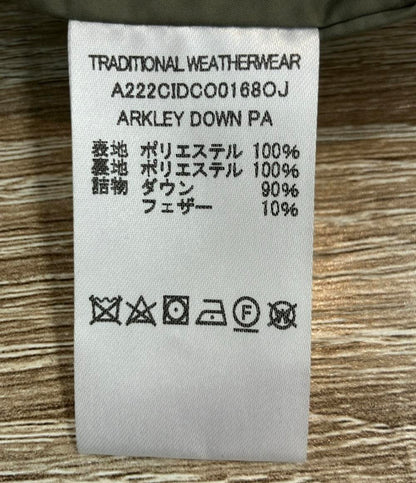 TRADITIONAL WEATHERWEAR
A222CIDCO0168OJ
ARKLEY DOWN PA
表地 ポリエステル 100%
裏地 ポリエステル 100%
詰物 ダウン 90%
フェザー 10%
F
W